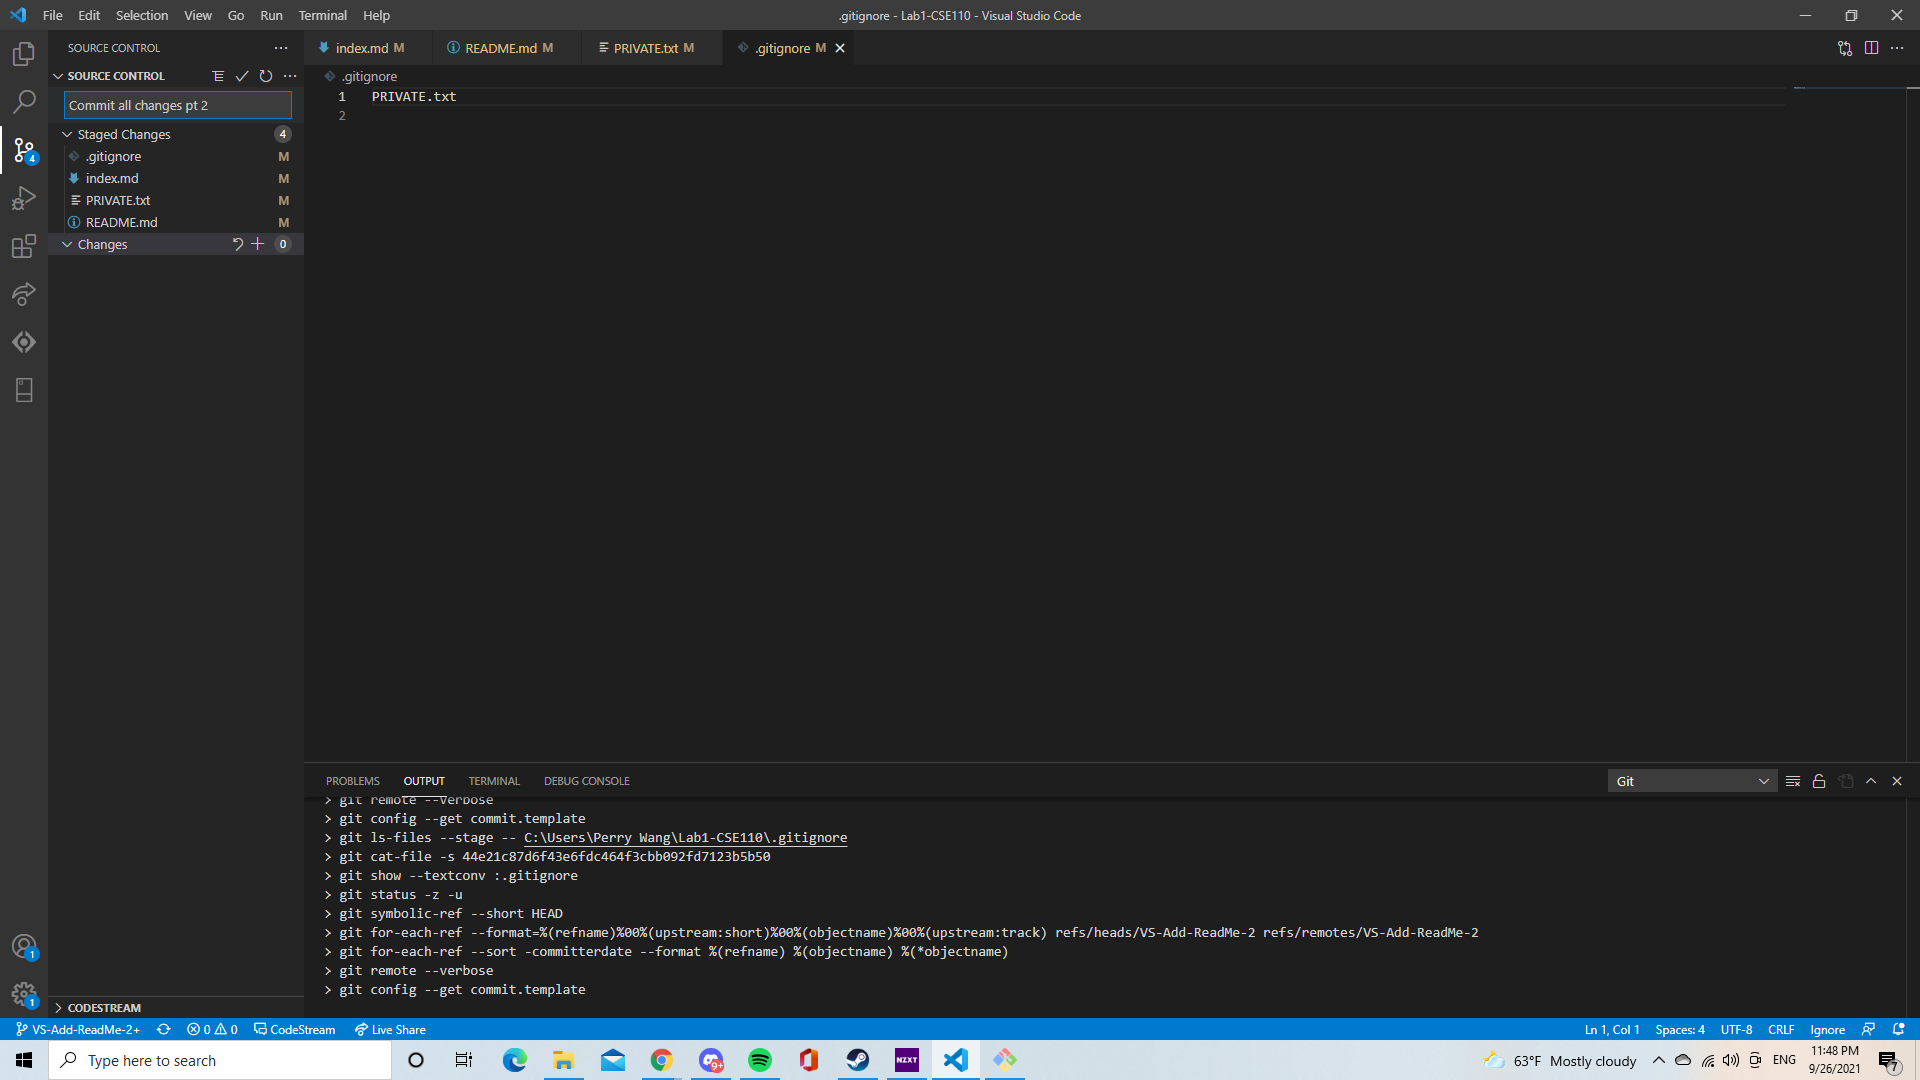 File Edit Selection View Go Run Terminal Help
.gitignore - Lab1-CSE110 - Visual Studio Code
SOURCE CONTROL
SOURCE CONTROL
Commit all changes pt 2
Staged Changes 4
.gitignore M
index.md M
PRIVATE.txt M
README.md M
Changes 0
4
1
1
CODESTREAM
index.md M README.md M PRIVATE.txt M .gitignore M
.gitignore
1 PRIVATE.txt
2
PROBLEMS OUTPUT TERMINAL DEBUG CONSOLE Git
> git remote --verbose
> git config --get commit.template
> git ls-files --stage -- C:\Users\Perry Wang\Lab1-CSE110\.gitignore
> git cat-file -s 44e21c87d6f43e6fdc464f3cbb092fd7123b5b50
> git show --textconv :.gitignore
> git status -z -u
> git symbolic-ref --short HEAD
> git for-each-ref --format=%(refname)%00%(upstream:short)%00%(objectname)%00%(upstream:track) refs/heads/VS-Add-ReadMe-2 refs/remotes/VS-Add-ReadMe-2
> git for-each-ref --sort -committerdate --format %(refname) %(objectname) %(*objectname)
> git remote --verbose
> git config --get commit.template
VS-Add-ReadMe-2+ 0 0 CodeStream Live Share Ln 1, Col 1 Spaces: 4 UTF-8 CRLF Ignore
Type here to search 9+ NZXT 63°F Mostly cloudy ENG 11:48 PM
9/26/2021 7